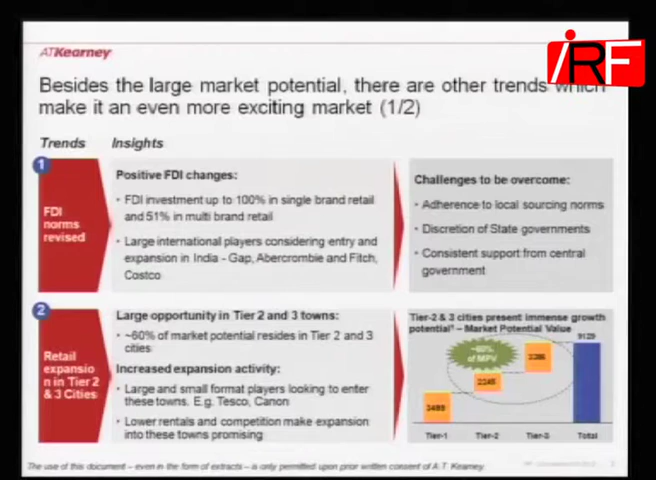 ATKearney
iRF
Besides the large market potential, there are other trends which
make it an even more exciting market (1/2)
Trends Insights
1
FDI
norms
revised
Positive FDI changes:
• FDI investment up to 100% in single brand retail
and 51% in multi brand retail
• Large international players considering entry and
expansion in India - Gap, Abercrombie and Fitch,
Costco
Challenges to be overcome:
• Adherence to local sourcing norms
• Discretion of State governments
• Consistent support from central
government
2
Retail
expansio
n in Tier 2
& 3 Cities
Large opportunity in Tier 2 and 3 towns:
• ~60% of market potential resides in Tier 2 and 3
cities
Increased expansion activity:
• Large and small format players looking to enter
these towns. E.g. Tesco, Canon
• Lower rentals and competition make expansion
into these towns promising
Tier-2 & 3 cities present immense growth
potential¹ – Market Potential Value
of MPV
2245
Tier-1 Tier-2 Tier-3 Total
The use of this document – even in the form of extracts – is only permitted upon prior written consent of A.T. Kearney.